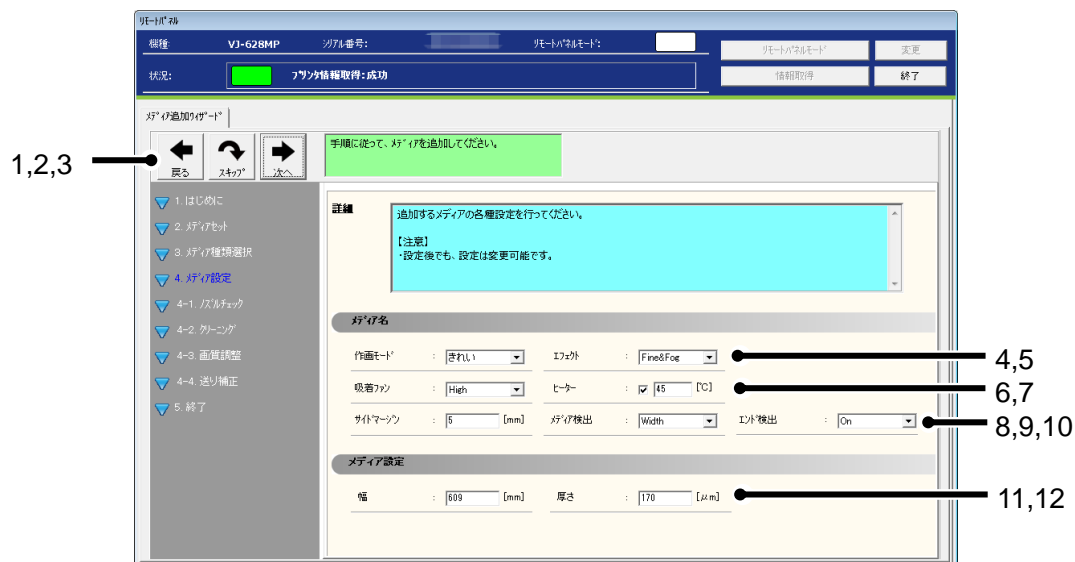 リモートパネル
機種: VJ-628MP シリアル番号: リモートパネルモード: リモートパネルモード 変更
状況: プリンタ情報取得:成功 情報取得 終了
メディア追加ウィザード
戻る スキップ 次へ
手順に従って、メディアを追加してください。
1,2,3
1. はじめに
2. メディアセット
3. メディア種類選択
4. メディア設定
4-1. ノズルチェック
4-2. クリーニング
4-3. 画質調整
4-4. 送り補正
5. 終了
詳細
追加するメディアの各種設定を行ってください。
【注意】
・設定後でも、設定は変更可能です。
メディア名
作画モード : きれい エフェクト : Fine&Fog
4,5
吸着ファン : High ヒーター : 45 [℃]
6,7
サイドマージン : 5 [mm] メディア検出 : Width エンド検出 : On
8,9,10
メディア設定
幅 : 609 [mm] 厚さ : 170 [μm]
11,12